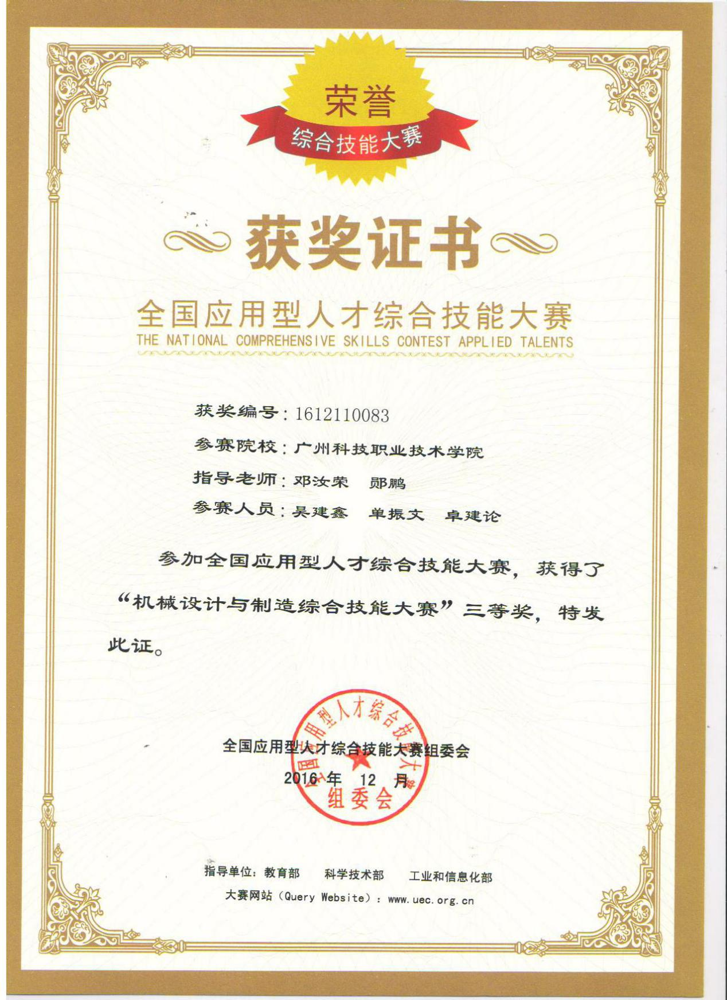 荣誉
综合技能大赛
获奖证书
全国应用型人才综合技能大赛
THE NATIONAL COMPREHENSIVE SKILLS CONTEST APPLIED TALENTS
获奖编号：1612110083
参赛院校：广州科技职业技术学院
指导老师：邓汝荣 郧鹏
参赛人员：吴建鑫 单振文 卓建论
参加全国应用型人才综合技能大赛，获得了
“机械设计与制造综合技能大赛”三等奖，特发
此证。
全国应用型人才综合技能大赛
全国应用型人才综合技能大赛组委会
2016 年 12 月
组委会
指导单位：教育部 科学技术部 工业和信息化部
大赛网站（Query Website）：www.uec.org.cn